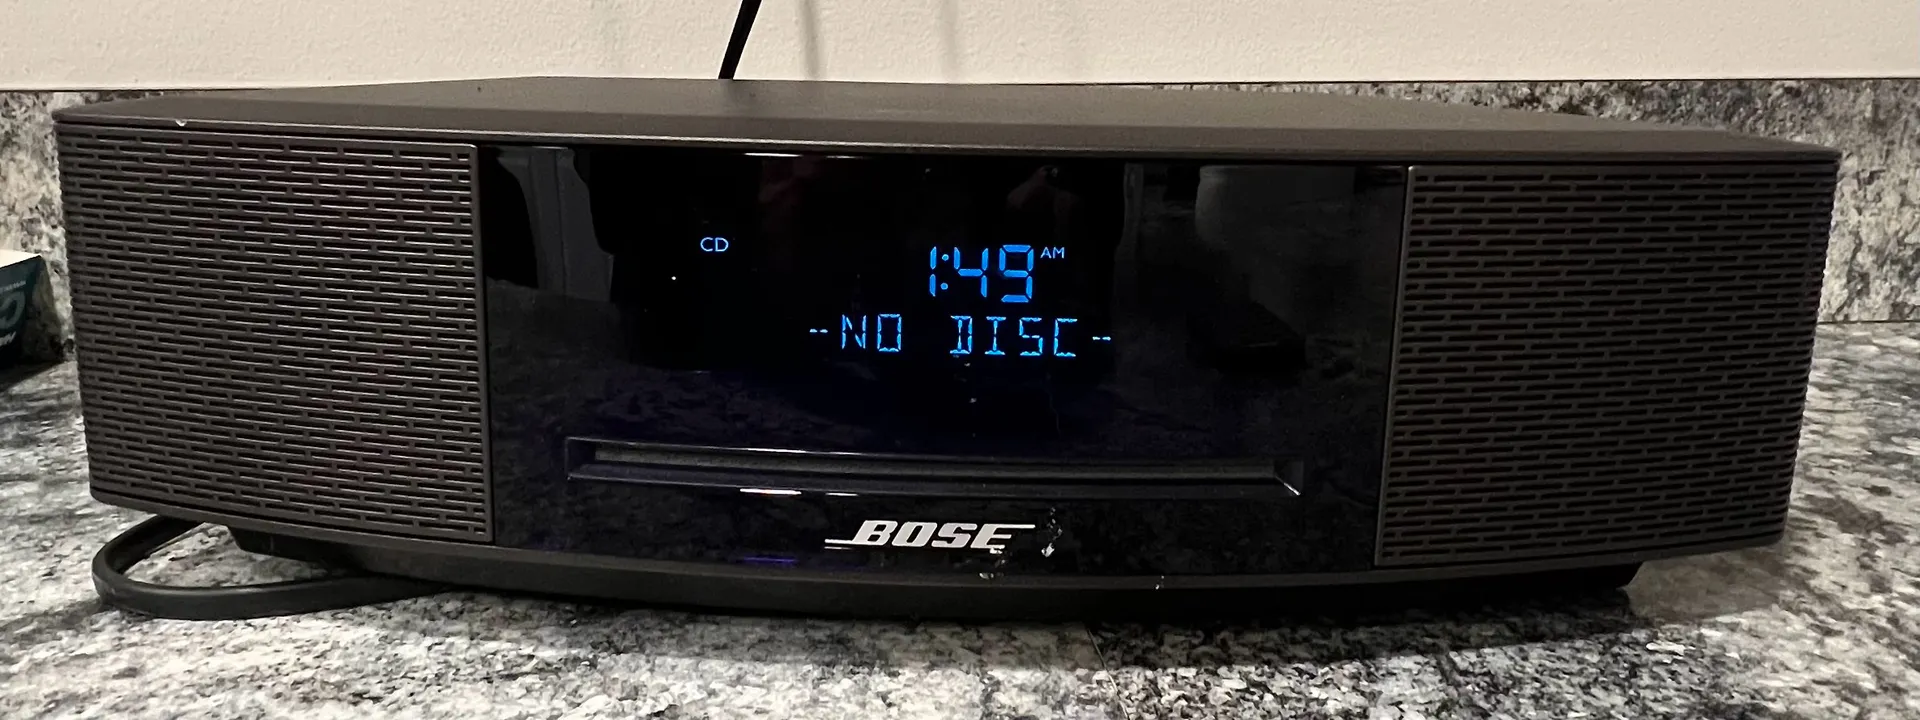 CD
1:49 AM
--NO DISC--
BOSE